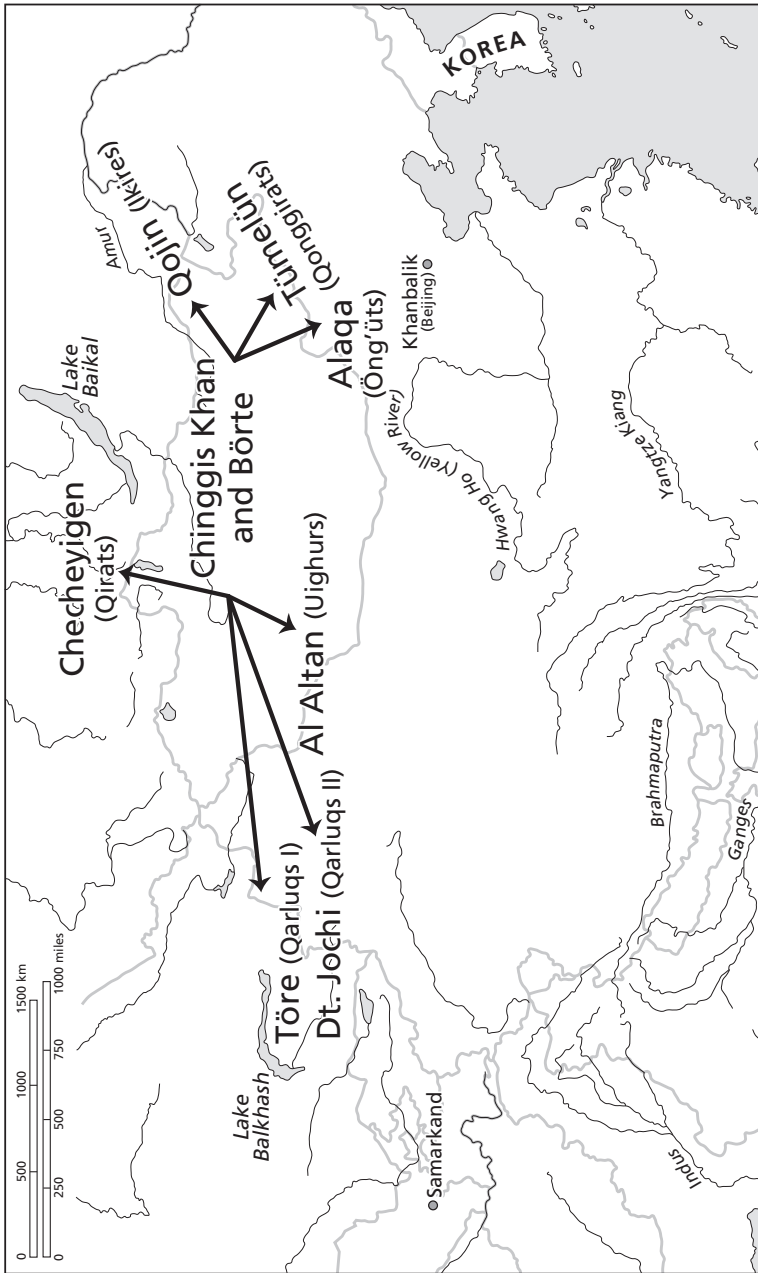 KOREA
Amur
Qojin (Ikires)
Tümelün
(Qonggirats)
Alaqa
(Öng'üts)
Khanbalik
(Beijing)
Lake
Baikal
Chinggis Khan
and Börte
Checheyigen
(Qirats)
Al Altan (Uighurs)
Hwang Ho (Yellow River)
Yangtze Kiang
Töre (Qarluqs I)
Dt. Jochi (Qarluqs II)
Lake
Balkhash
Samarkand
Brahmaputra
Ganges
Indus
0 500 1000 1500 km
0 250 500 750 1000 miles